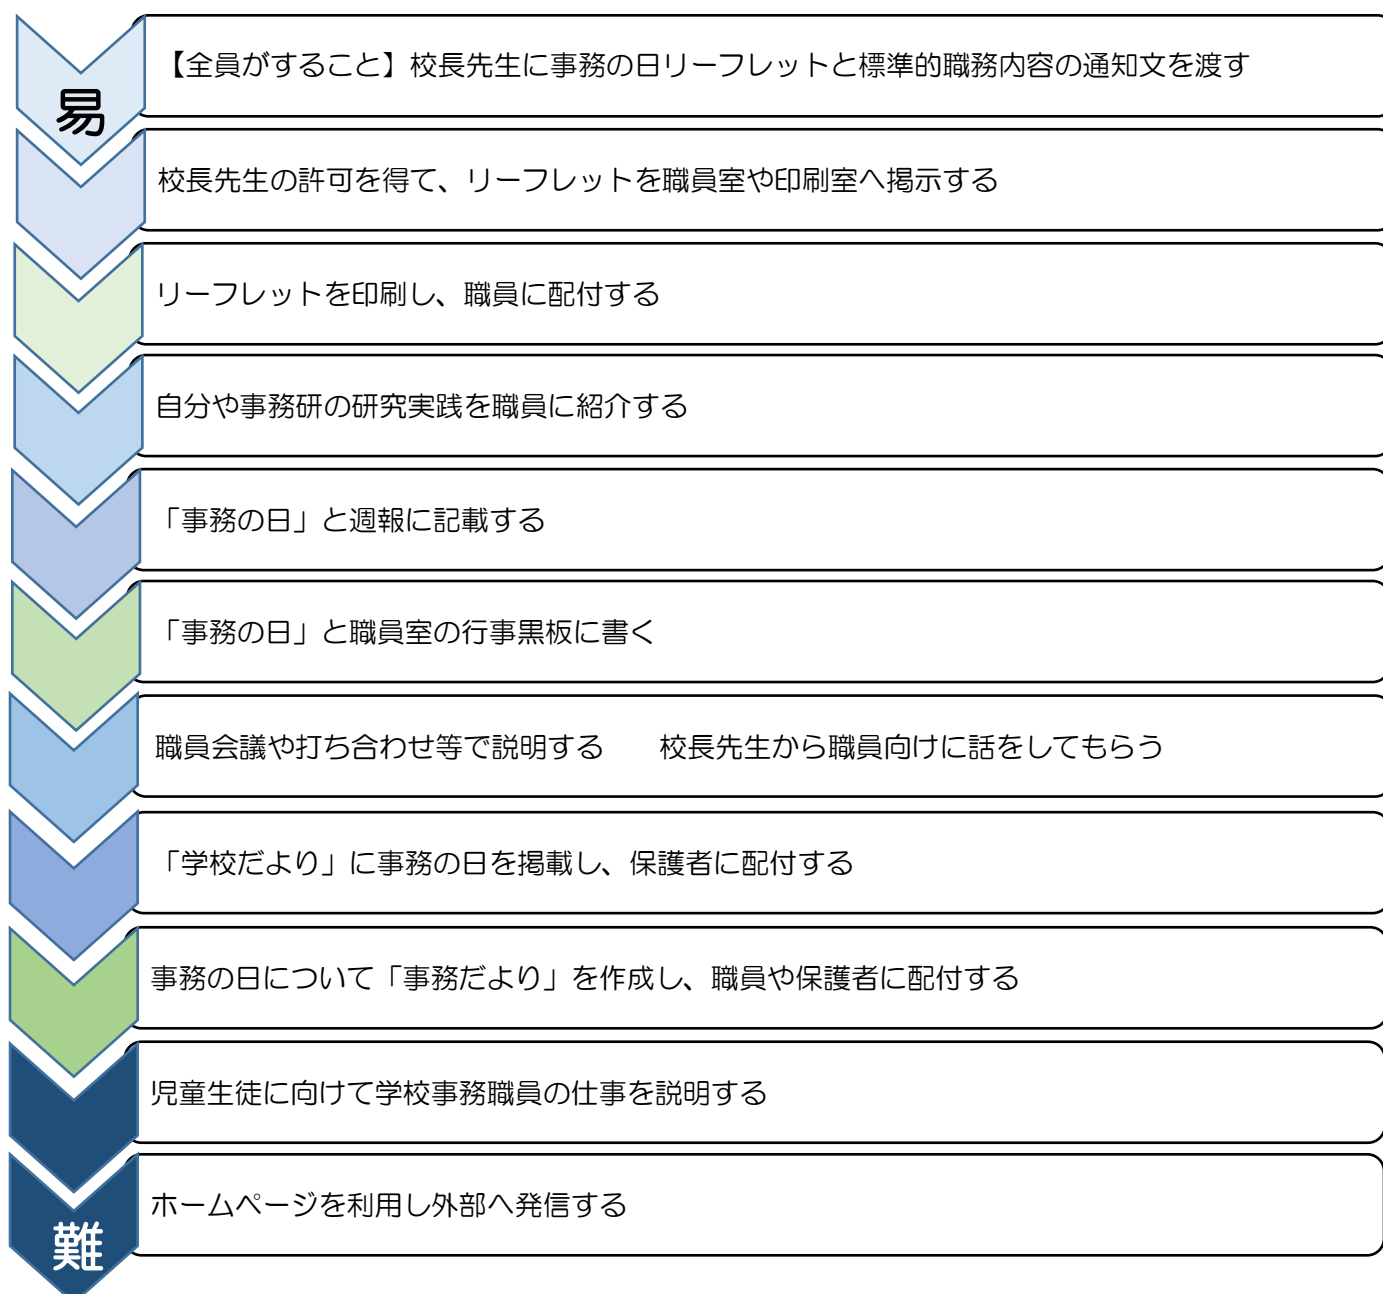 易
【全員がすること】校長先生に事務の日リーフレットと標準的職務内容の通知文を渡す
校長先生の許可を得て、リーフレットを職員室や印刷室へ掲示する
リーフレットを印刷し、職員に配付する
自分や事務研の研究実践を職員に紹介する
「事務の日」と週報に記載する
「事務の日」と職員室の行事黒板に書く
職員会議や打ち合わせ等で説明する　　校長先生から職員向けに話をしてもらう
「学校だより」に事務の日を掲載し、保護者に配付する
事務の日について「事務だより」を作成し、職員や保護者に配付する
児童生徒に向けて学校事務職員の仕事を説明する
ホームページを利用し外部へ発信する
難